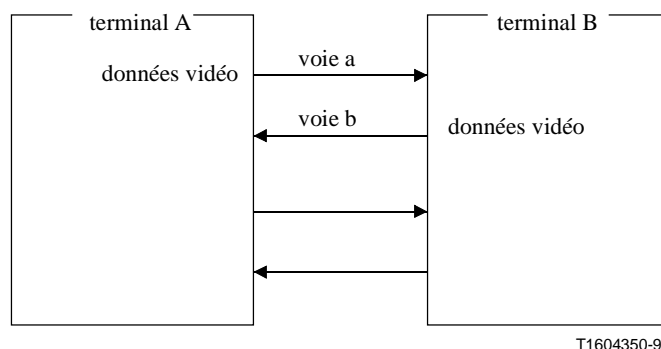 terminal A
terminal B
voie a
données vidéo
voie b
données vidéo
T1604350-9